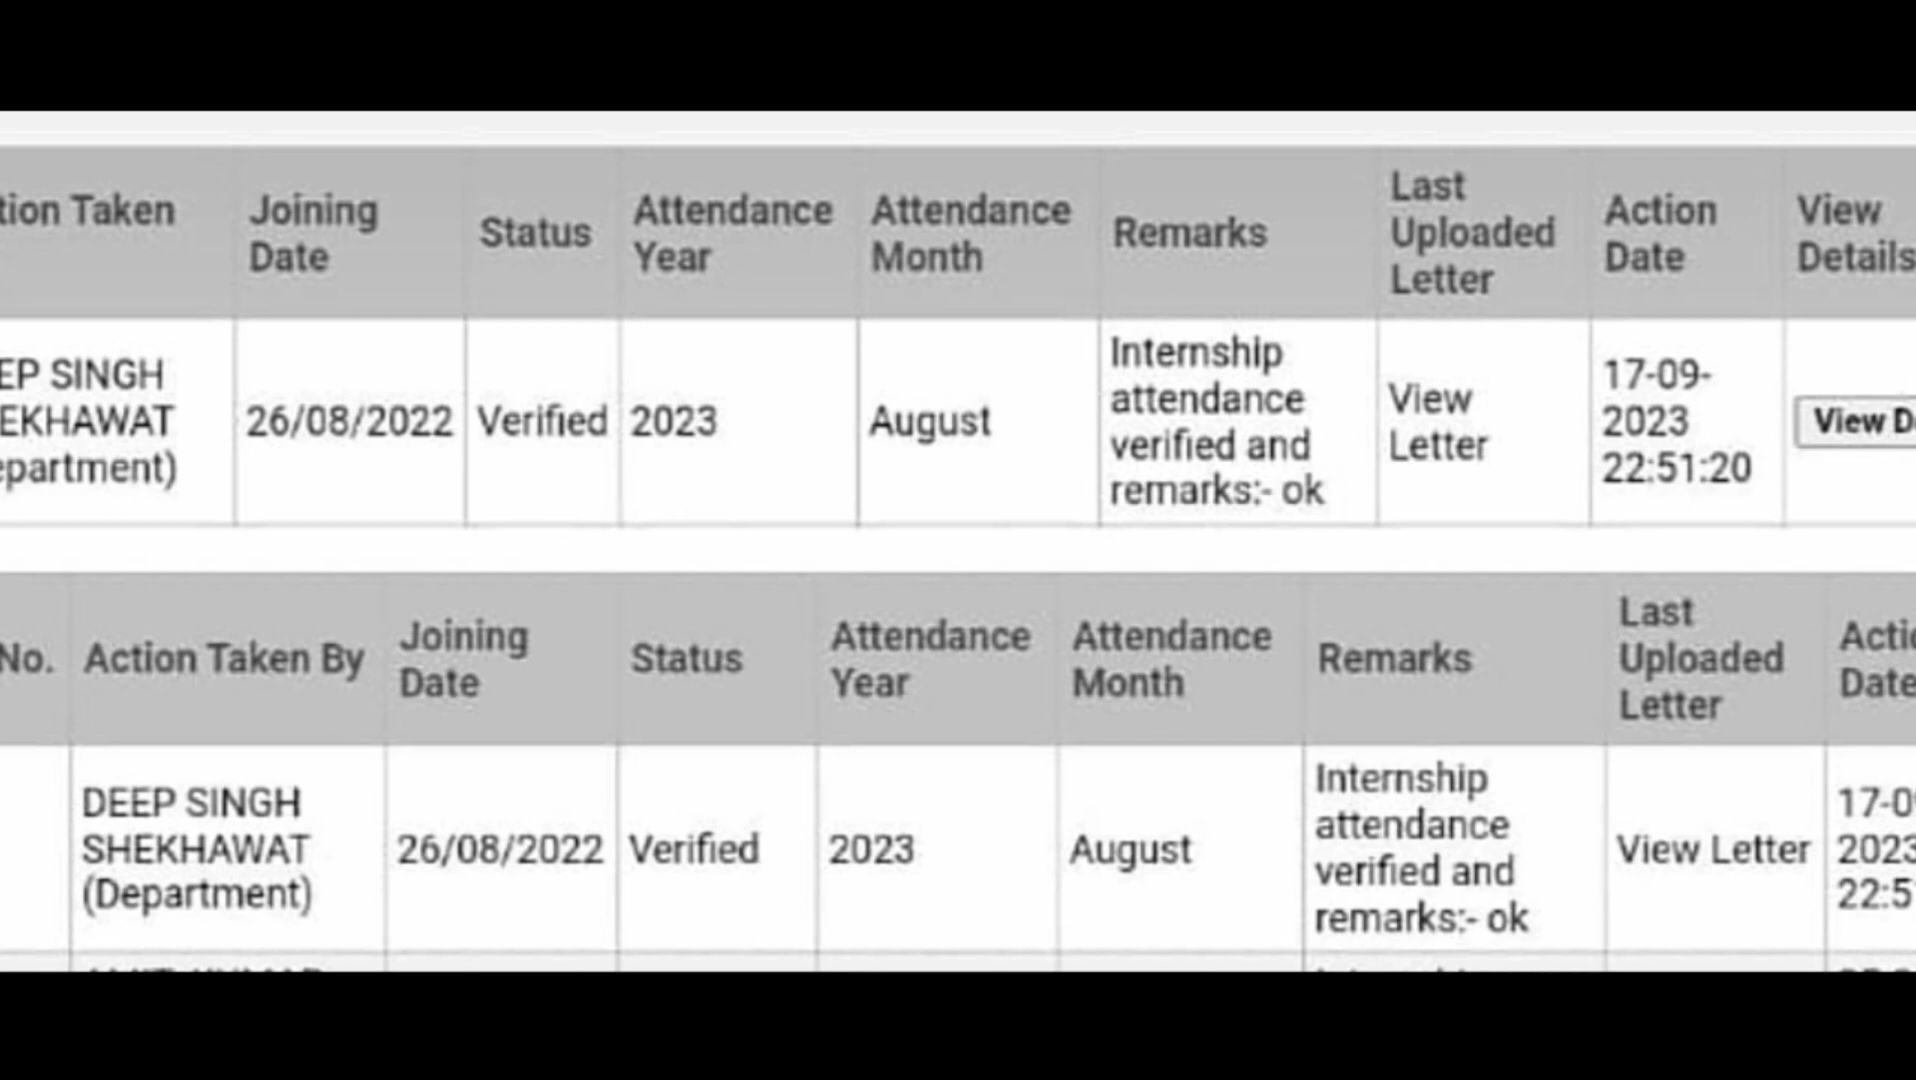 tion Taken
Joining
Date
Status
Attendance
Year
Attendance
Month
Remarks
Last
Uploaded
Letter
Action
Date
View
Details
EP SINGH
EKHAWAT
epartment)
26/08/2022
Verified
2023
August
Internship
attendance
verified and
remarks:- ok
View
Letter
17-09-
2023
22:51:20
View D
No.
Action Taken By
Joining
Date
Status
Attendance
Year
Attendance
Month
Remarks
Last
Uploaded
Letter
Actio
Date
DEEP SINGH
SHEKHAWAT
(Department)
26/08/2022
Verified
2023
August
Internship
attendance
verified and
remarks:- ok
View Letter
17-0
2023
22:5